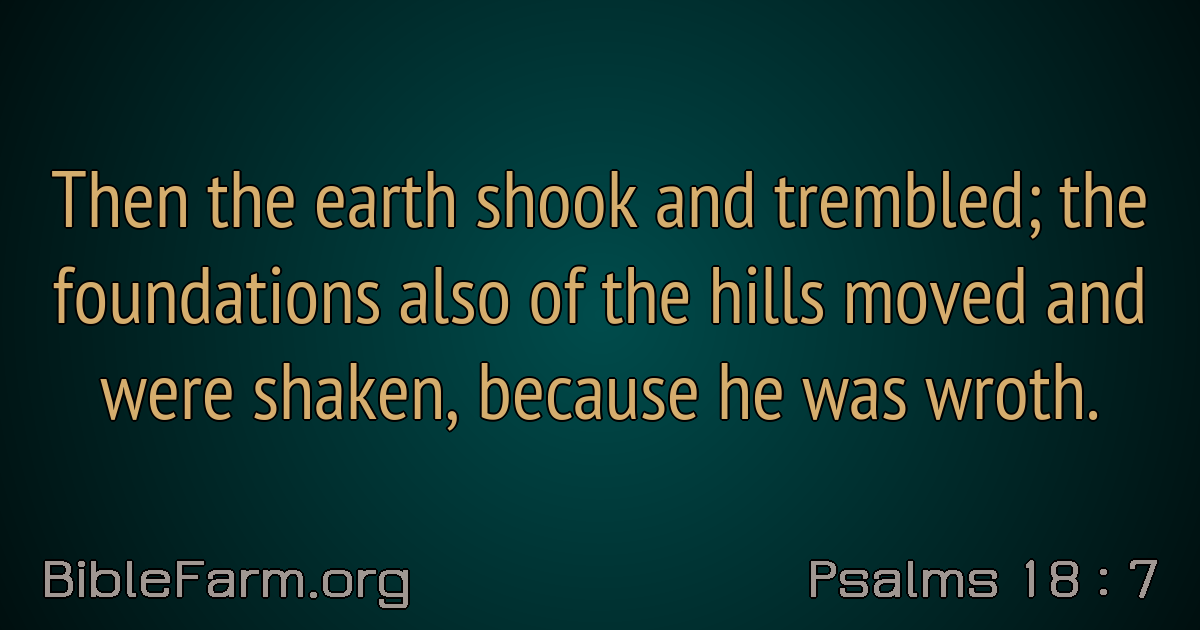 Then the earth shook and trembled; the
foundations also of the hills moved and
were shaken, because he was wroth.
BibleFarm.org
Psalms 18 : 7